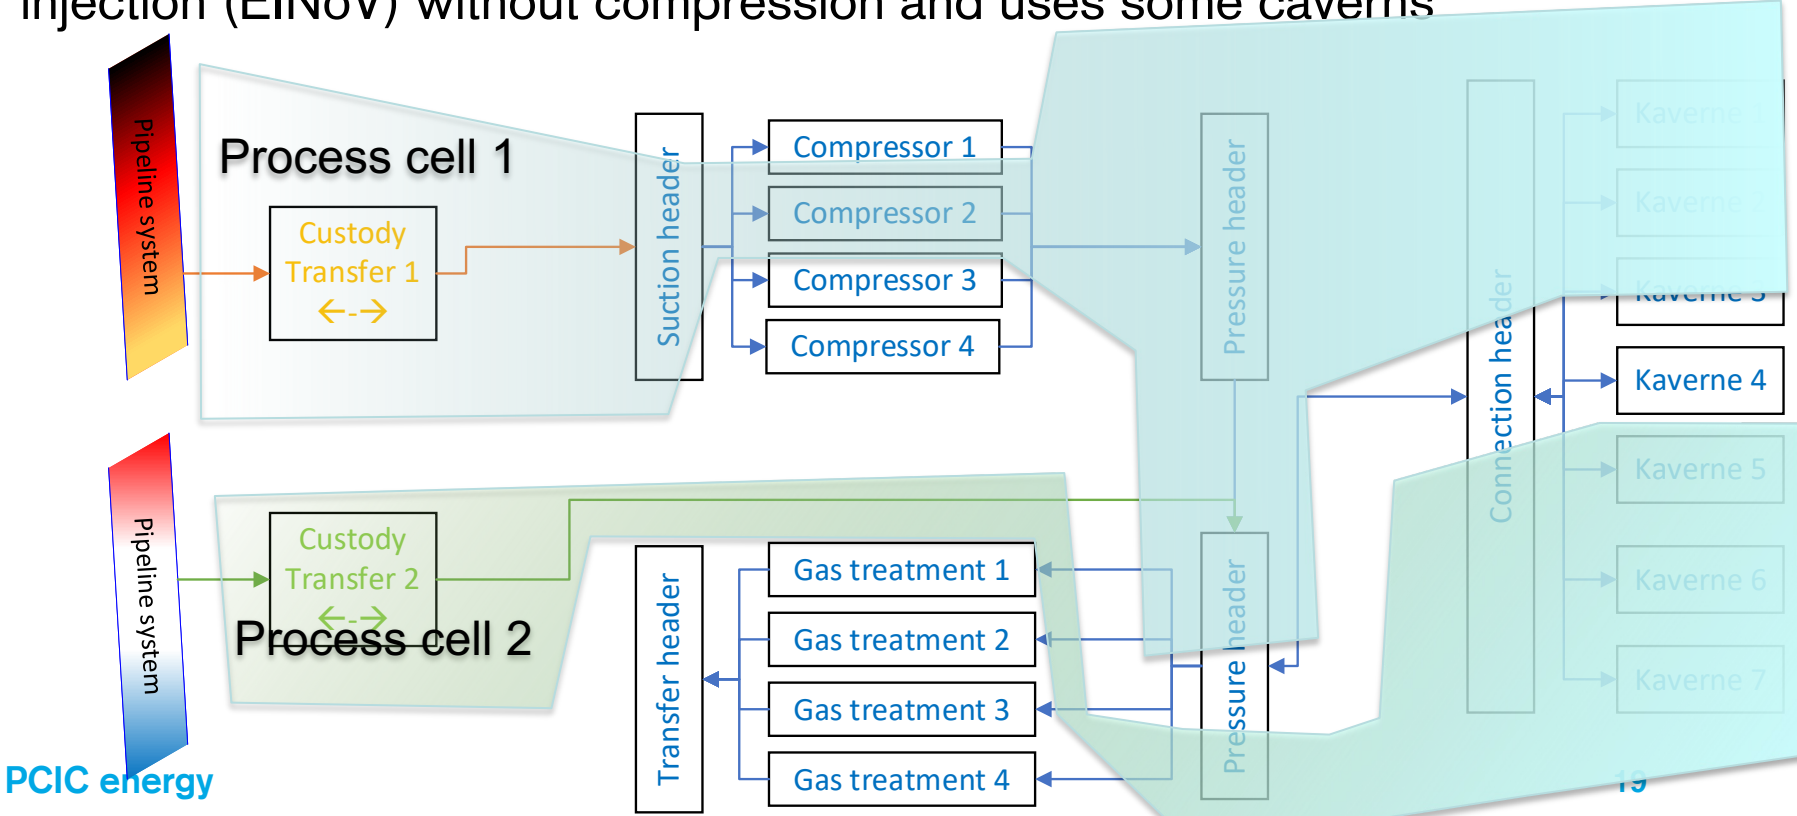 injection (EINoV) without compression and uses some caverns
Pipeline system
Process cell 1
Custody
Transfer 1
←-→
Suction header
Compressor 1
Compressor 2
Compressor 3
Compressor 4
Pressure header
Connection header
Kaverne
Kaverne
Kaverne 3
Kaverne 4
Kaverne 5
Kaverne 6
Kaverne 7
Pipeline system
Custody
Transfer 2
←-→
Process cell 2
Transfer header
Gas treatment 1
Gas treatment 2
Gas treatment 3
Gas treatment 4
Pressure header
PCIC energy
19